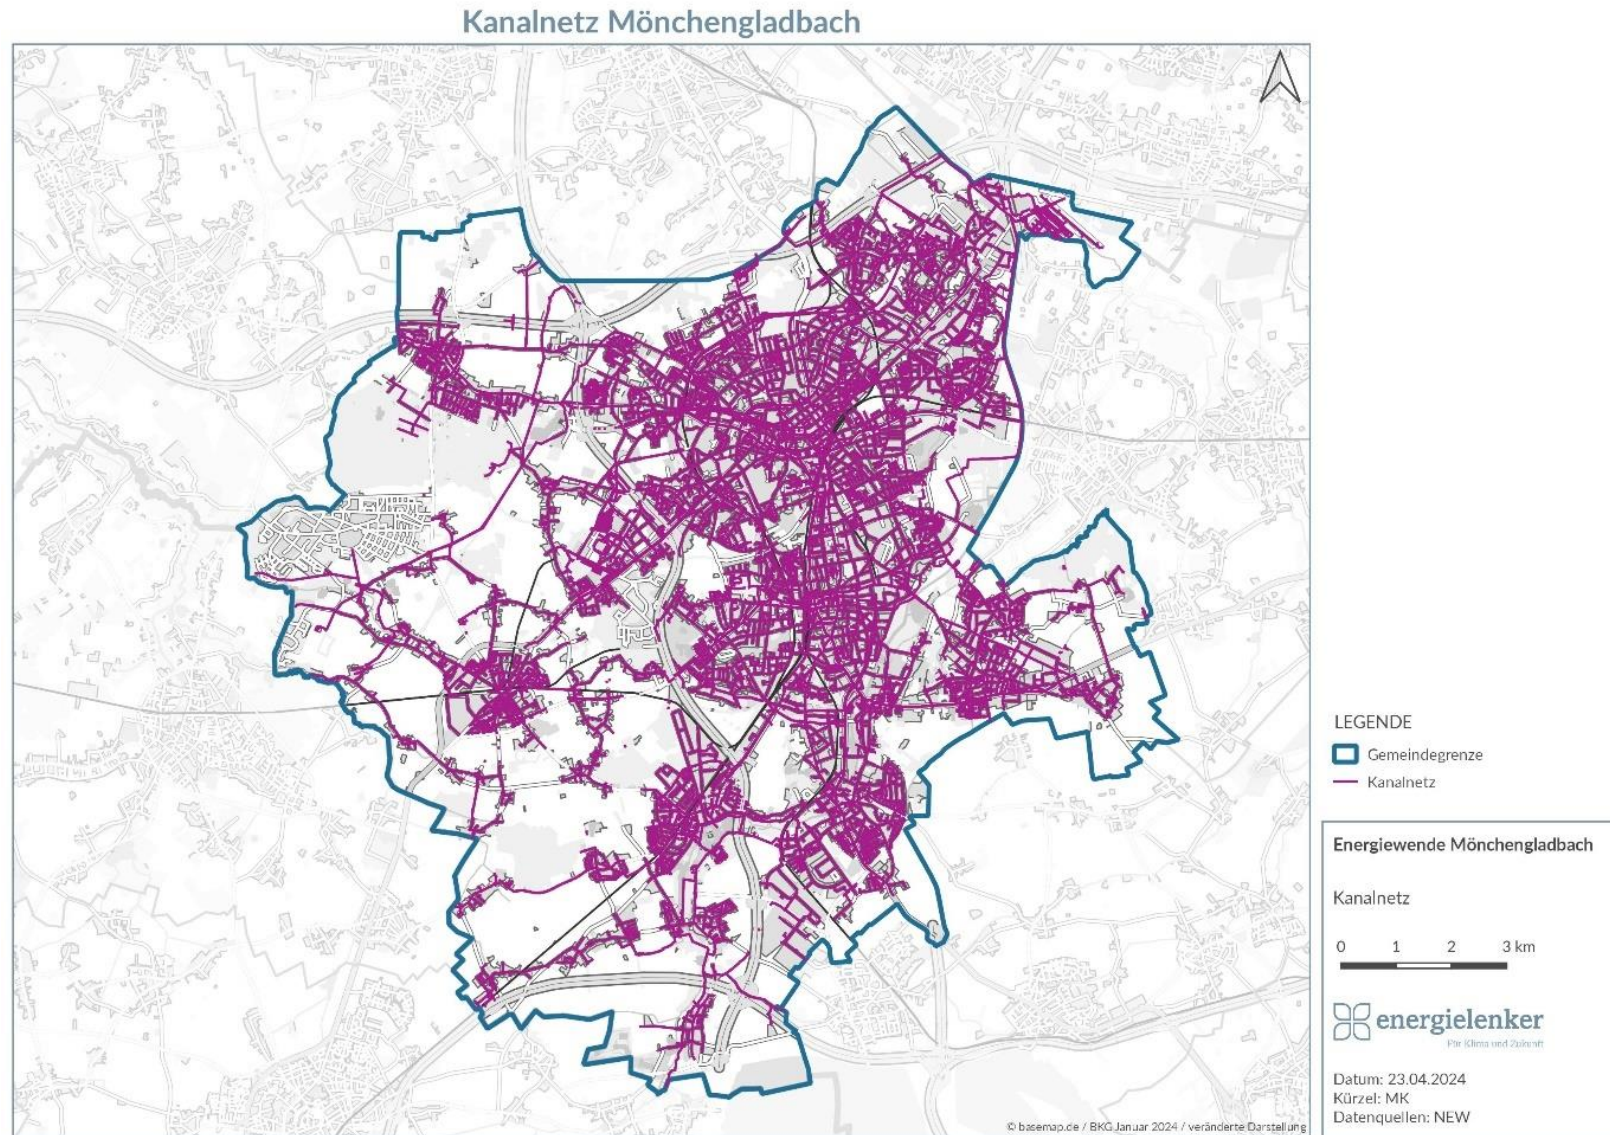 Kanalnetz Mönchengladbach
LEGENDE
Gemeindegrenze
Kanalnetz
Energiewende Mönchengladbach
Kanalnetz
0 1 2 3 km
energielenker
Für Klima und Zukunft
Datum: 23.04.2024
Kürzel: MK
Datenquellen: NEW
© basemap.de / BKG Januar 2024 / veränderte Darstellung